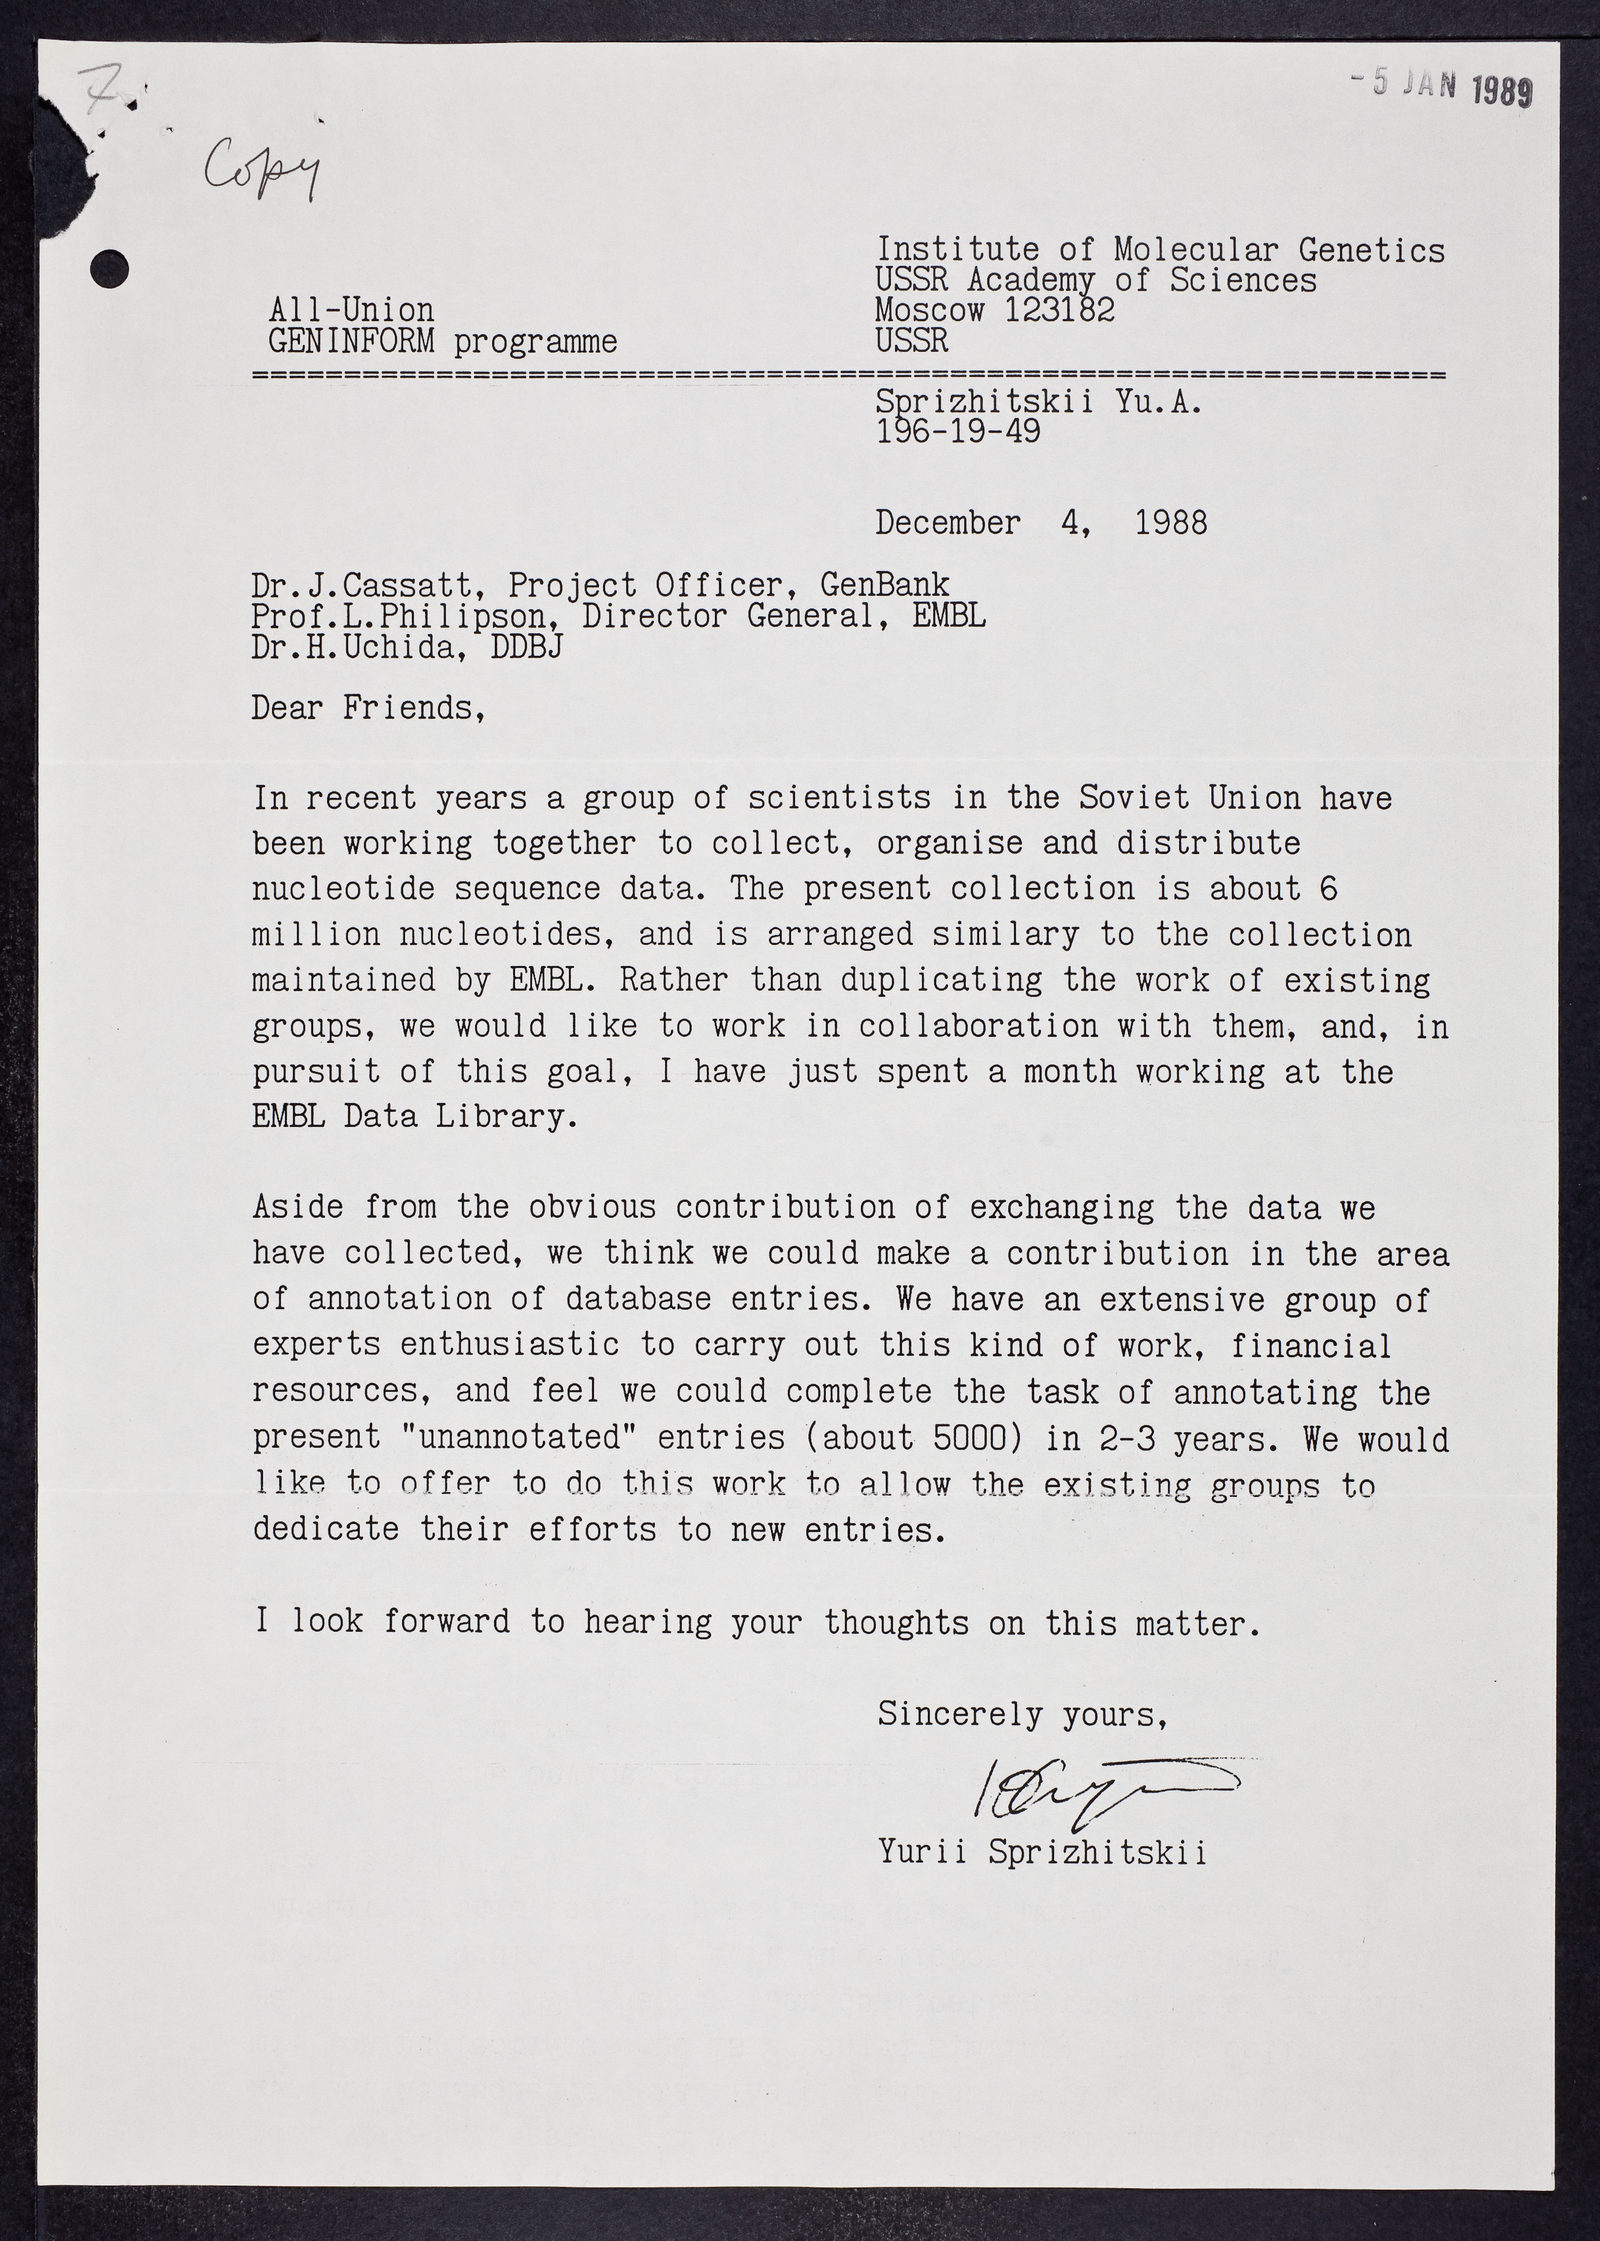 - 5 JAN 1989
7.
Copy
Institute of Molecular Genetics
USSR Academy of Sciences
Moscow 123182
USSR
All-Union
GENINFORM programme
=================================================================
Sprizhitskii Yu.A.
196-19-49
December 4, 1988
Dr.J.Cassatt, Project Officer, GenBank
Prof.L.Philipson, Director General, EMBL
Dr.H.Uchida, DDBJ
Dear Friends,
In recent years a group of scientists in the Soviet Union have
been working together to collect, organise and distribute
nucleotide sequence data. The present collection is about 6
million nucleotides, and is arranged similary to the collection
maintained by EMBL. Rather than duplicating the work of existing
groups, we would like to work in collaboration with them, and, in
pursuit of this goal, I have just spent a month working at the
EMBL Data Library.
Aside from the obvious contribution of exchanging the data we
have collected, we think we could make a contribution in the area
of annotation of database entries. We have an extensive group of
experts enthusiastic to carry out this kind of work, financial
resources, and feel we could complete the task of annotating the
present "unannotated" entries (about 5000) in 2-3 years. We would
like to offer to do this work to allow the existing groups to
dedicate their efforts to new entries.
I look forward to hearing your thoughts on this matter.
Sincerely yours,
Yurii Sprizhitskii